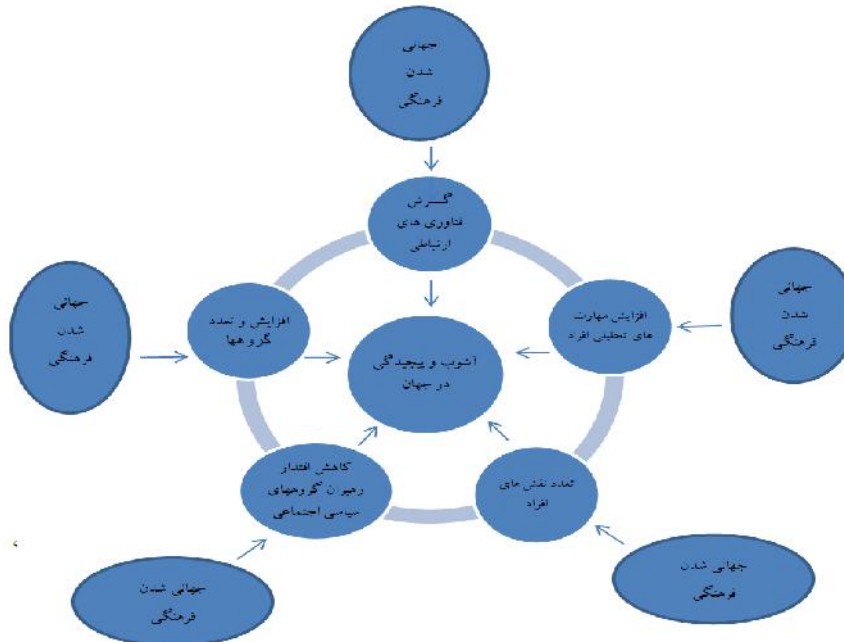 جهانی
شدن
فرهنگی
گسترش
فناوری های
ارتباطی
جهانی
شدن
فرهنگی
افزایش مهارت
های تحلیلی افراد
افزایش و تعدد
گروهها
جهانی
شدن
فرهنگی
آشوب و پیچیدگی
در جهان
تعدد نقش های
افراد
کاهش اقتدار
رهبران گروههای
سیاسی اجتماعی
جهانی شدن
فرهنگی
جهانی شدن
فرهنگی
،